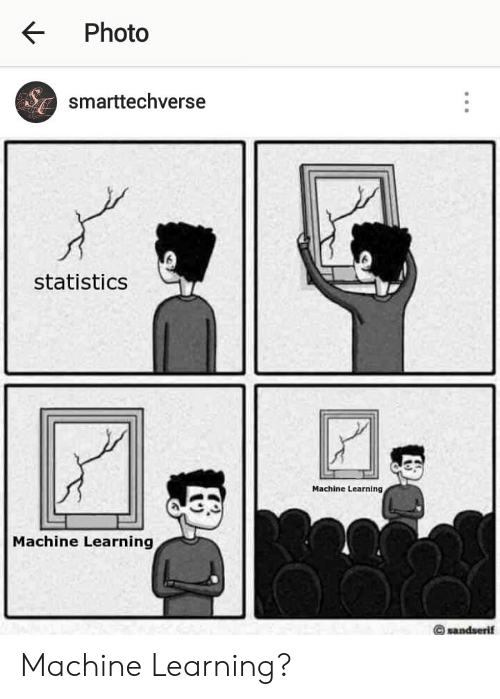 Photo
smarttechverse
statistics
Machine Learning
Machine Learning
© sandserif
Machine Learning?